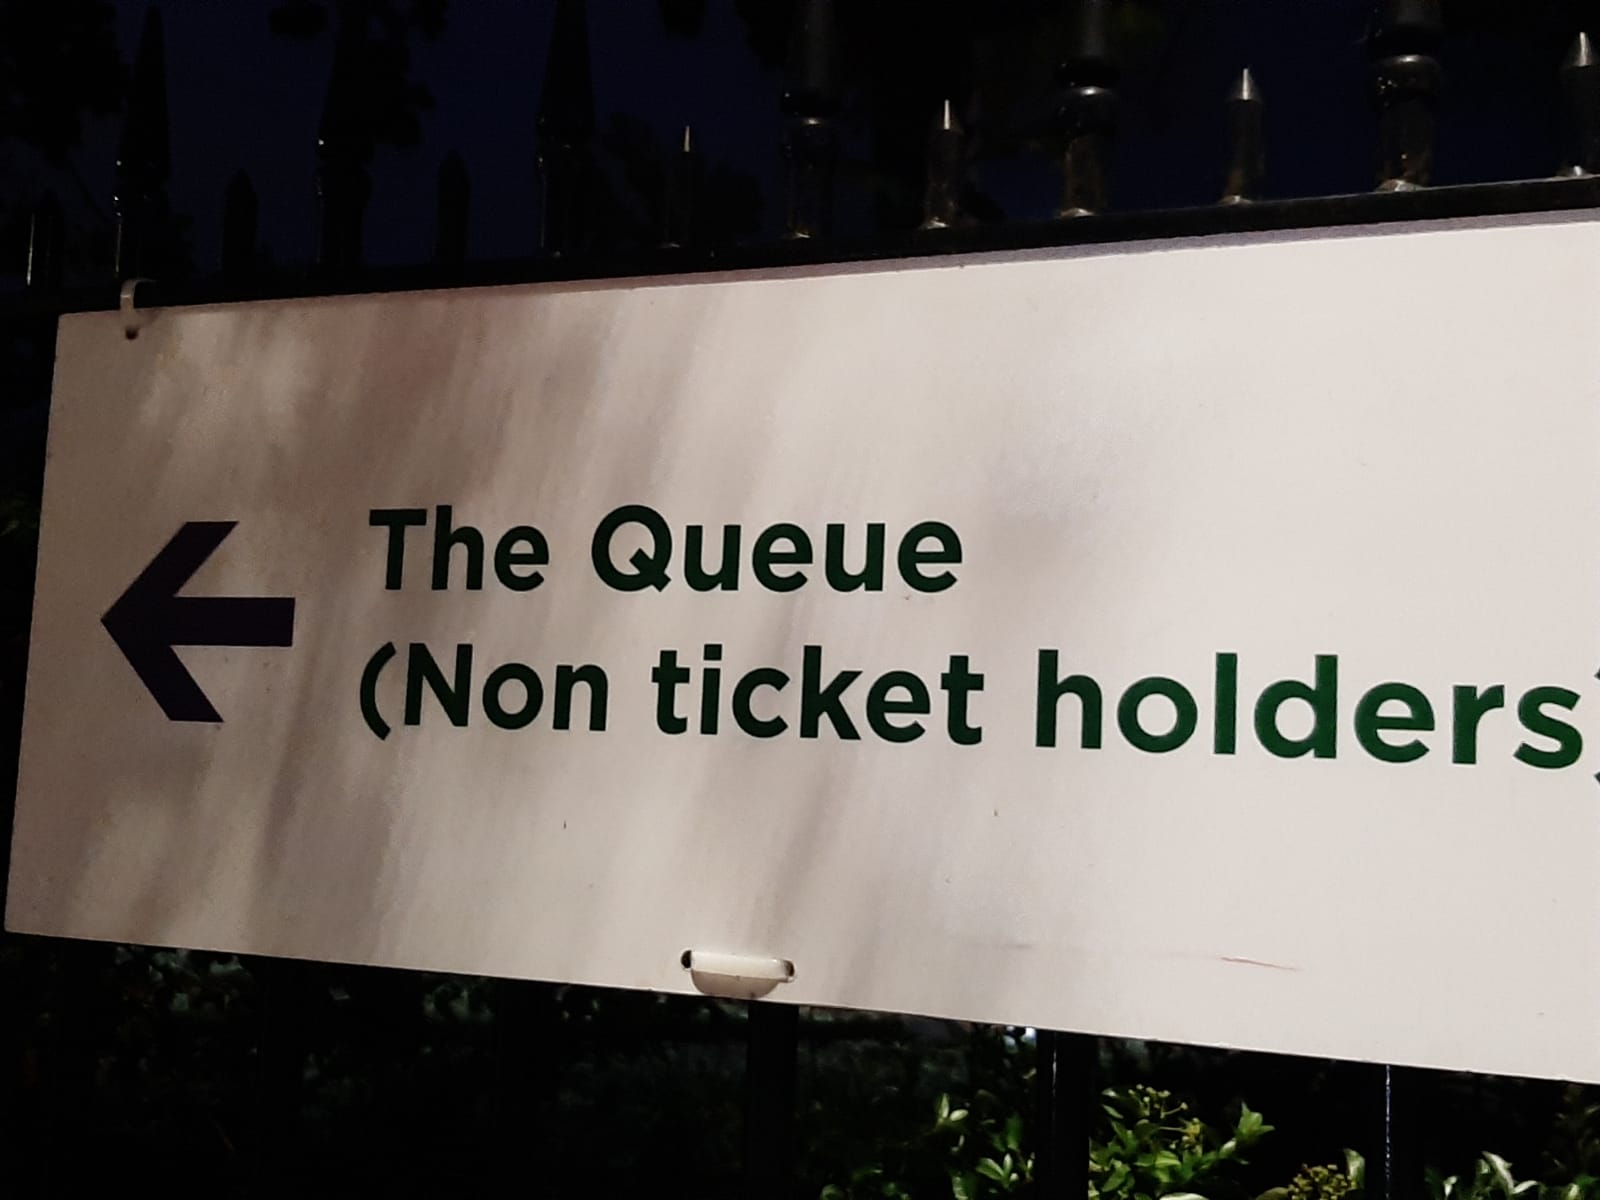 The Queue
(Non ticket holders)